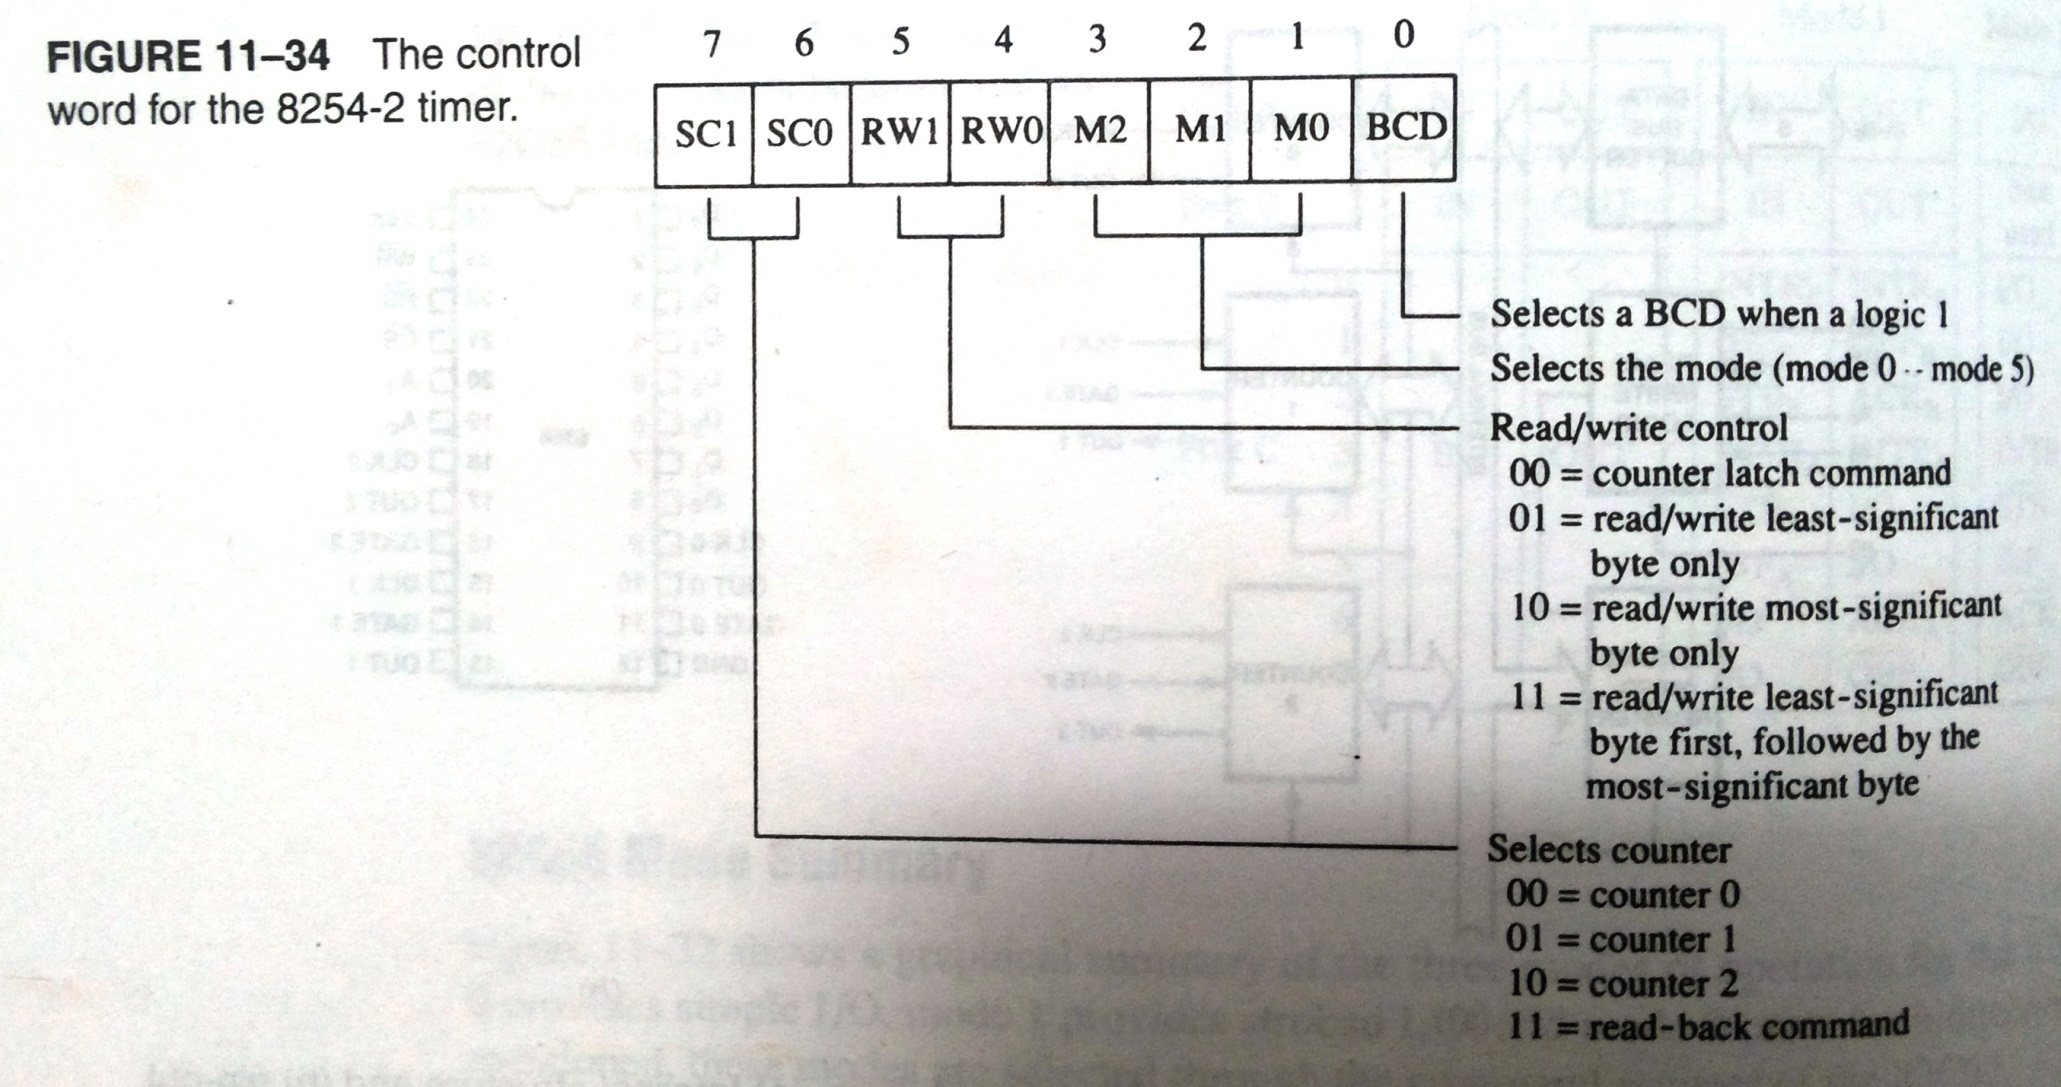 FIGURE 11–34 The control
word for the 8254-2 timer.
7 6 5 4 3 2 1 0
SC1 SC0 RW1 RW0 M2 M1 M0 BCD
Selects a BCD when a logic 1
Selects the mode (mode 0 -- mode 5)
Read/write control
00 = counter latch command
01 = read/write least-significant
byte only
10 = read/write most-significant
byte only
11 = read/write least-significant
byte first, followed by the
most-significant byte
Selects counter
00 = counter 0
01 = counter 1
10 = counter 2
11 = read-back command